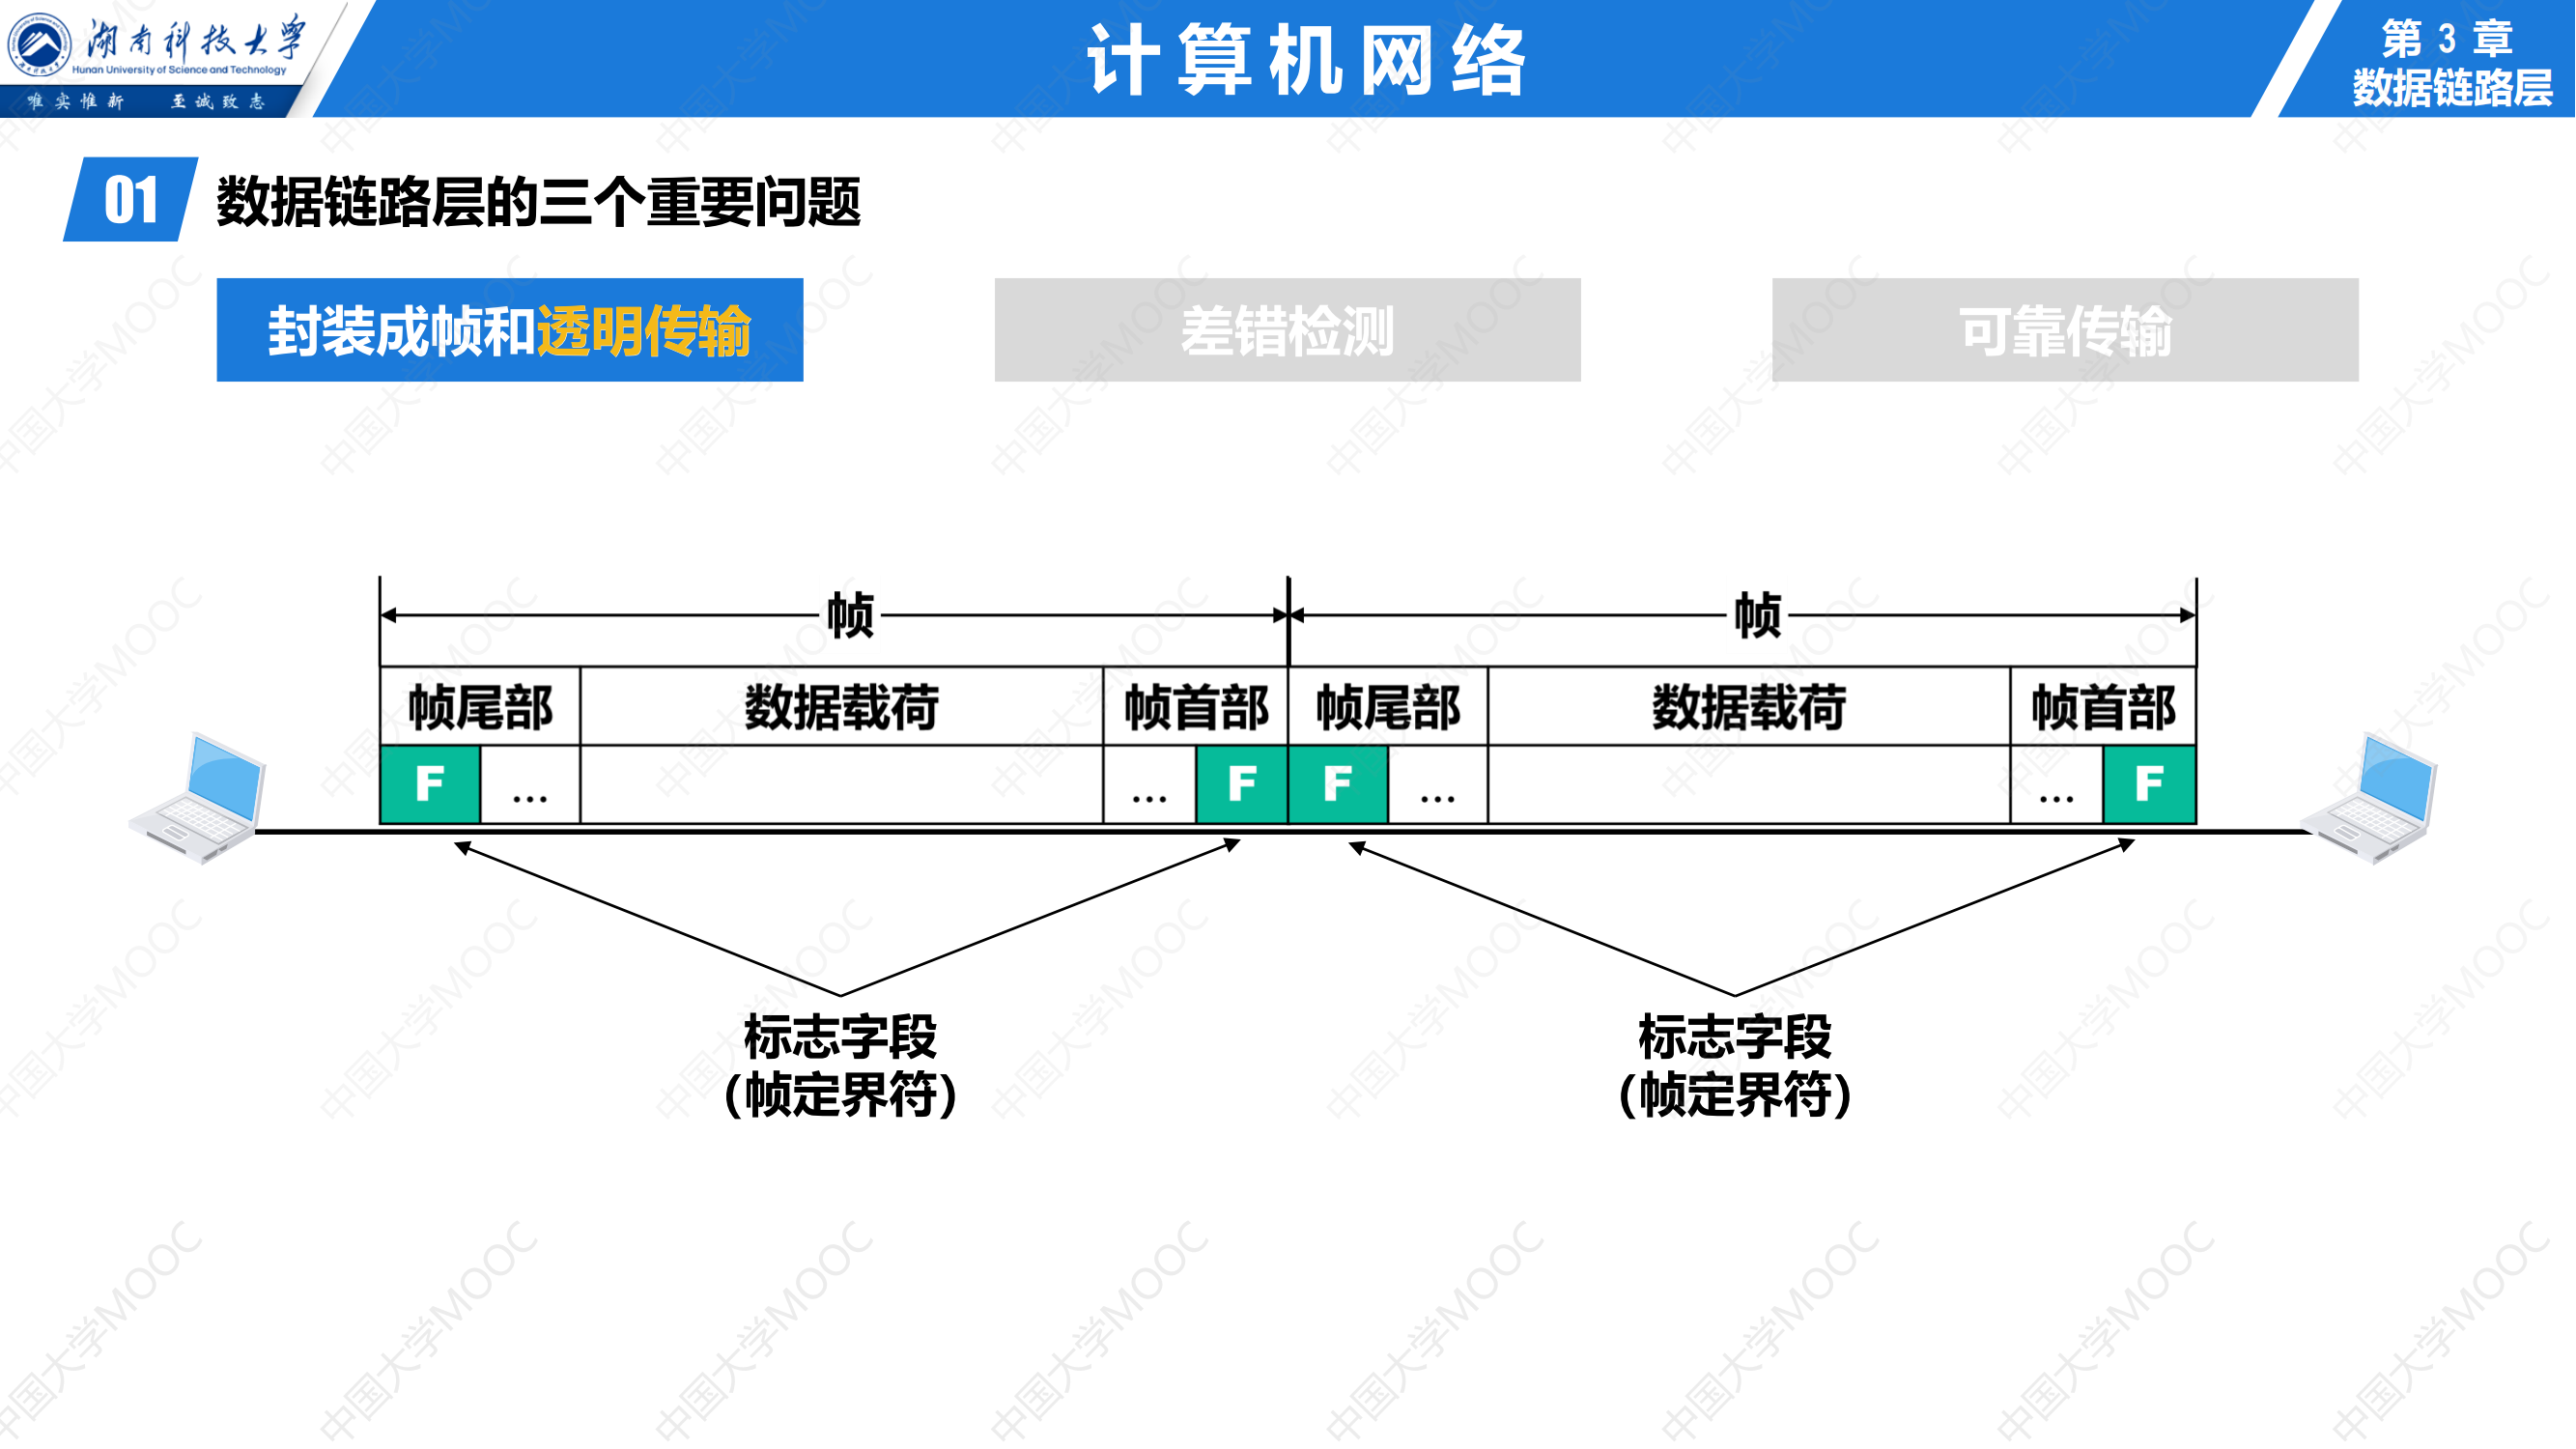 湖南科技大学
Hunan University of Science and Technology
唯实惟新 至诚致志
计算机网络
第 3 章
数据链路层
01 数据链路层的三个重要问题
封装成帧和透明传输 差错检测 可靠传输
帧 帧
帧尾部 数据载荷 帧首部 帧尾部 数据载荷 帧首部
F … … F F … … F
标志字段 标志字段
(帧定界符) (帧定界符)
中国大学MOOC